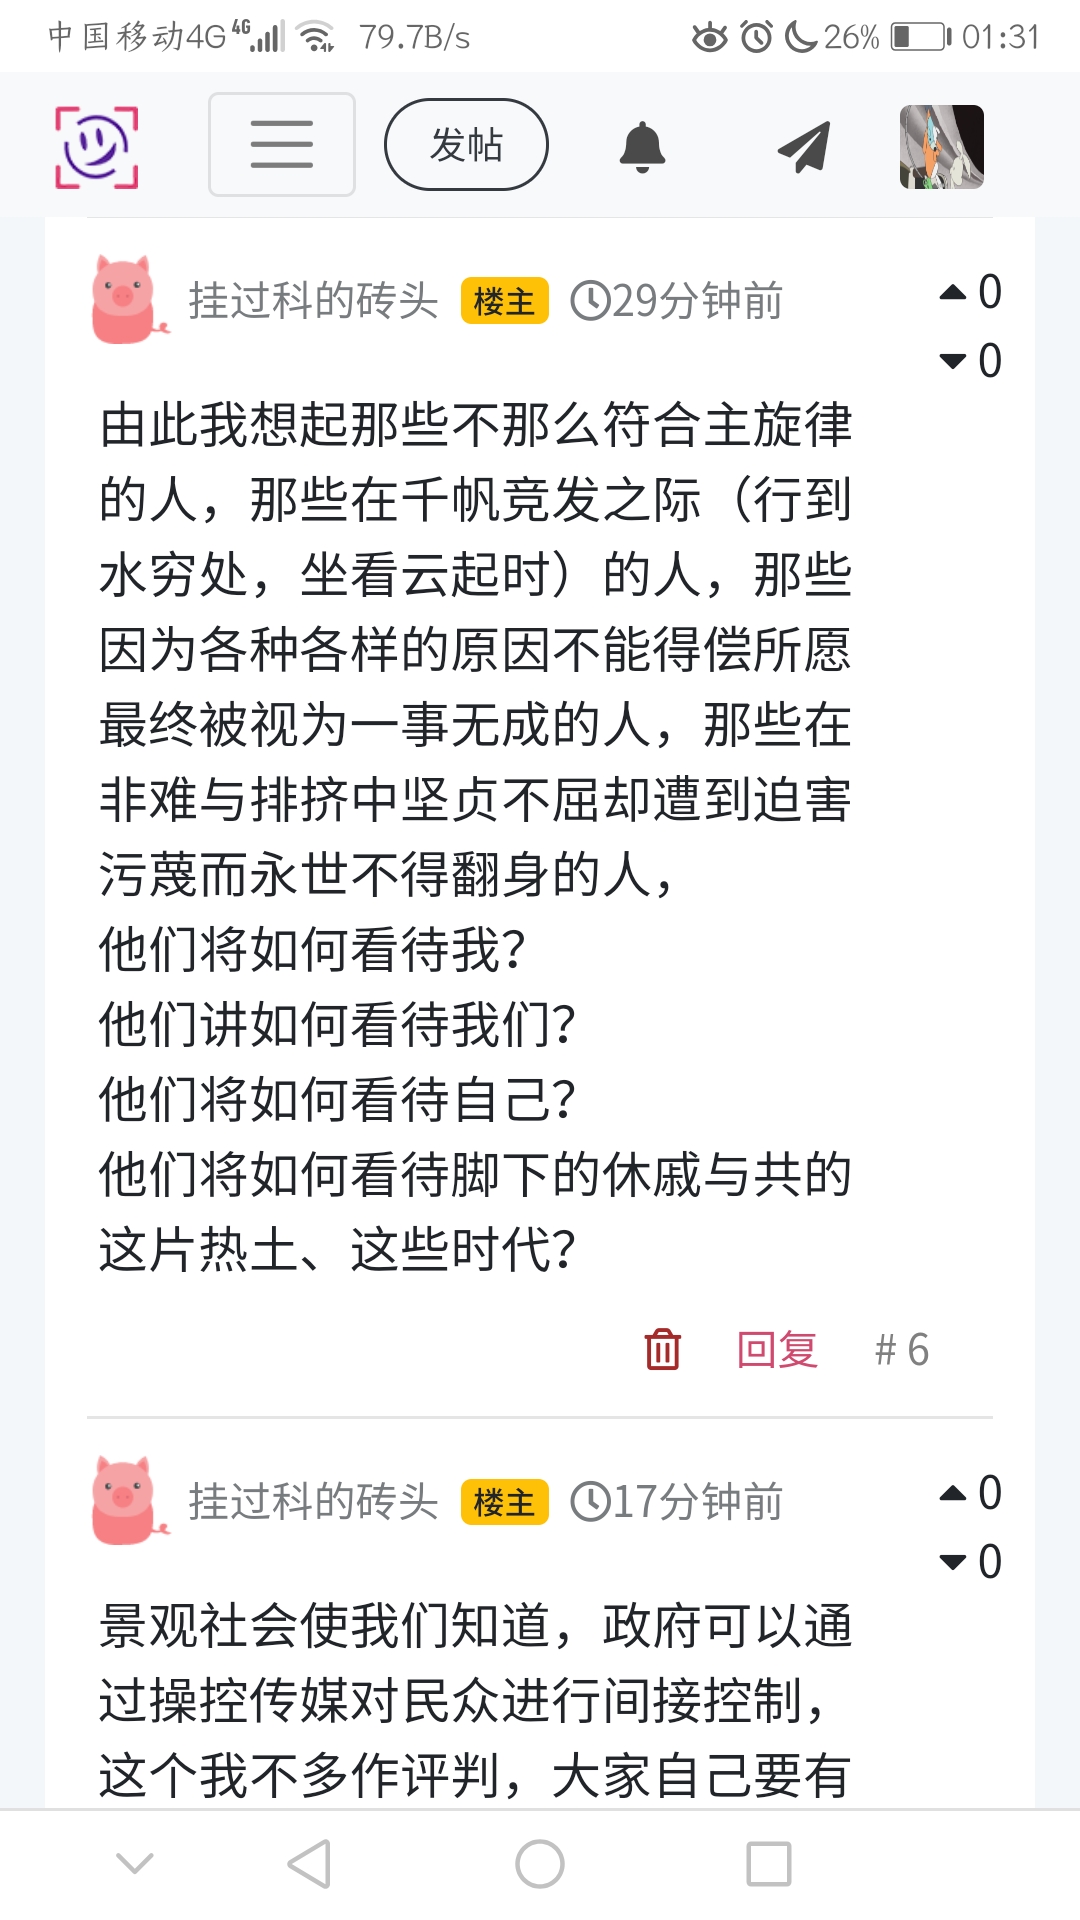 中国移动4G 4G 79.7B/s 26% 01:31
发帖
挂过科的砖头 楼主 29分钟前 0
0
由此我想起那些不那么符合主旋律
的人，那些在千帆竞发之际（行到
水穷处，坐看云起时）的人，那些
因为各种各样的原因不能得偿所愿
最终被视为一事无成的人，那些在
非难与排挤中坚贞不屈却遭到迫害
污蔑而永世不得翻身的人，
他们将如何看待我？
他们讲如何看待我们？
他们将如何看待自己？
他们将如何看待脚下的休戚与共的
这片热土、这些时代？
回复 # 6
挂过科的砖头 楼主 17分钟前 0
0
景观社会使我们知道，政府可以通
过操控传媒对民众进行间接控制，
这个我不多作评判，大家自己要有